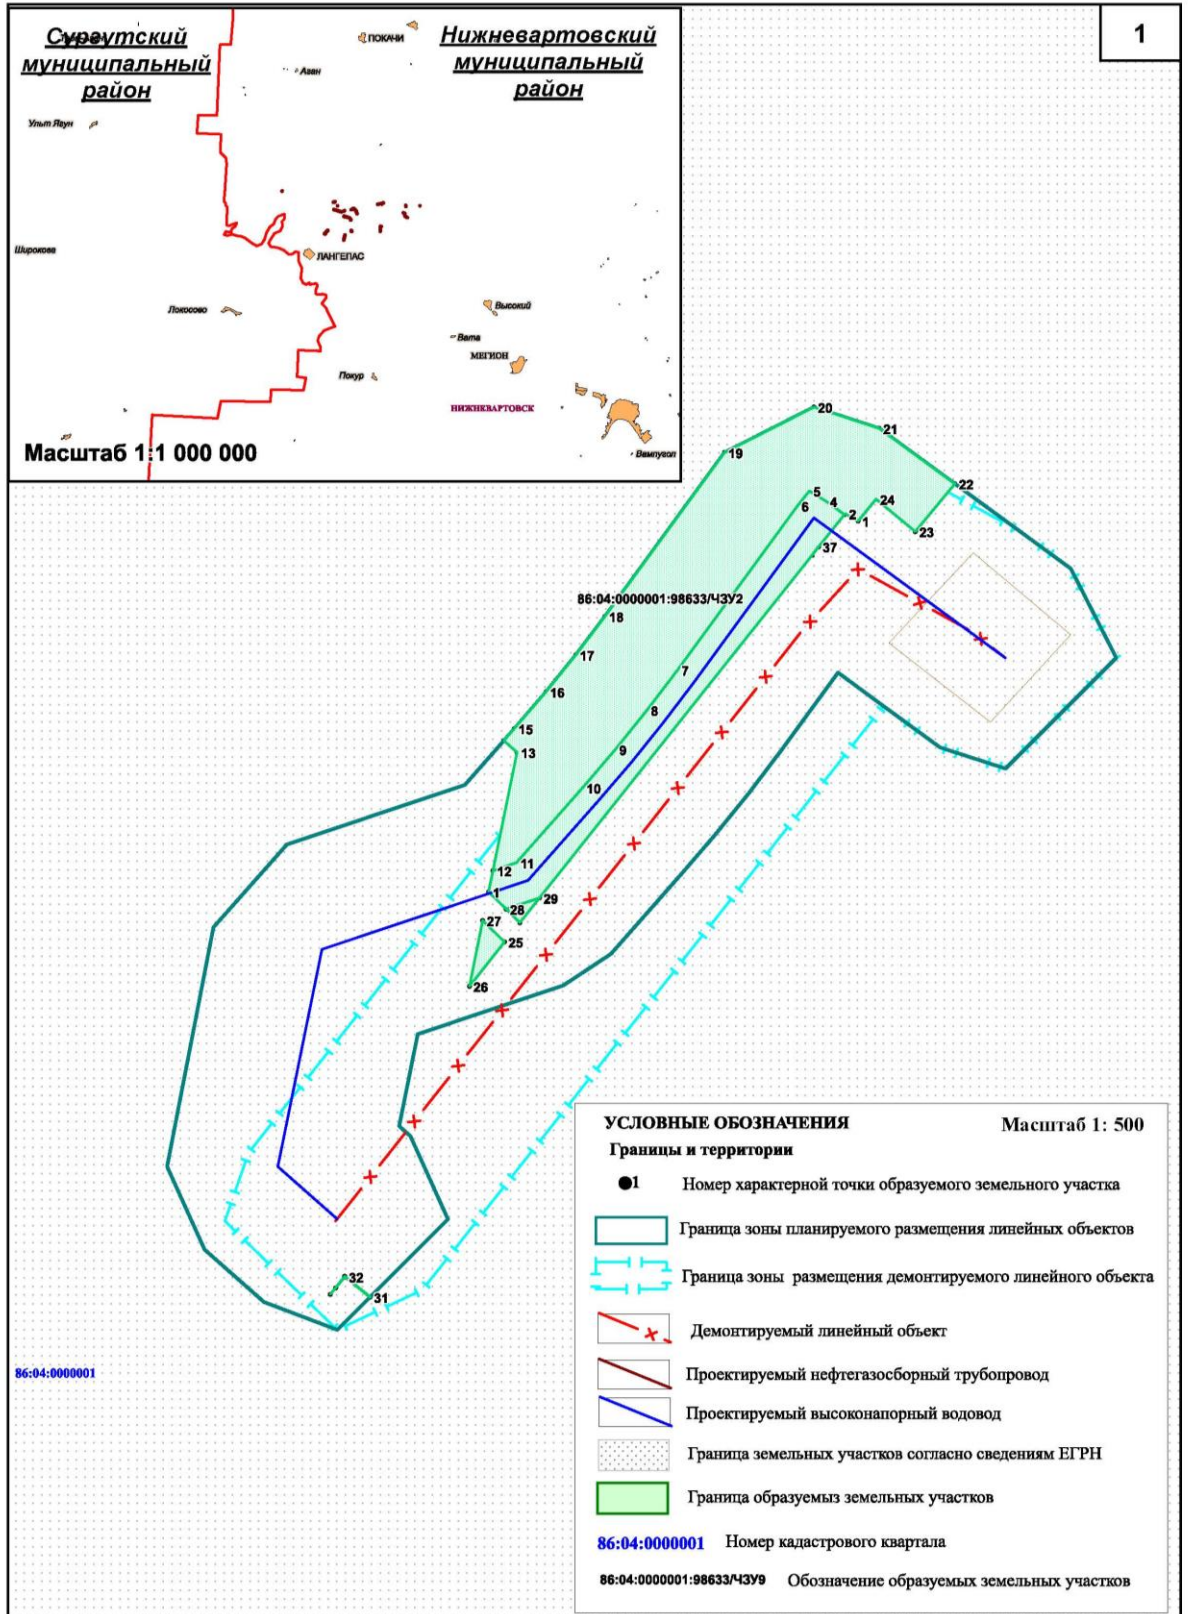 Сургутский
муниципальный
район
Нижневартовский
муниципальный
район
1
ПОКАЧИ
Аган
Ульт Ягун
Широкова
ЛАНГЕПАС
Локосово
Высокий
Вата
МЕГИОН
Покур
НИЖНКВАРТОВСК
Вампугол
Масштаб 1:1 000 000
20
21
19
22
5
4
6
24
2
1
23
37
86:04:0000001:98633/ЧЗУ2
18
17
7
16
8
15
13
9
10
11
12
1
29
28
27
25
26
32
31
86:04:0000001
УСЛОВНЫЕ ОБОЗНАЧЕНИЯ
Масштаб 1: 500
Границы и территории
1 Номер характерной точки образуемого земельного участка
Граница зоны планируемого размещения линейных объектов
Граница зоны размещения демонтируемого линейного объекта
Демонтируемый линейный объект
Проектируемый нефтегазосборный трубопровод
Проектируемый высоконапорный водовод
Граница земельных участков согласно сведениям ЕГРН
Граница образуемыз земельных участков
86:04:0000001 Номер кадастрового квартала
86:04:0000001:98633/ЧЗУ9 Обозначение образуемых земельных участков